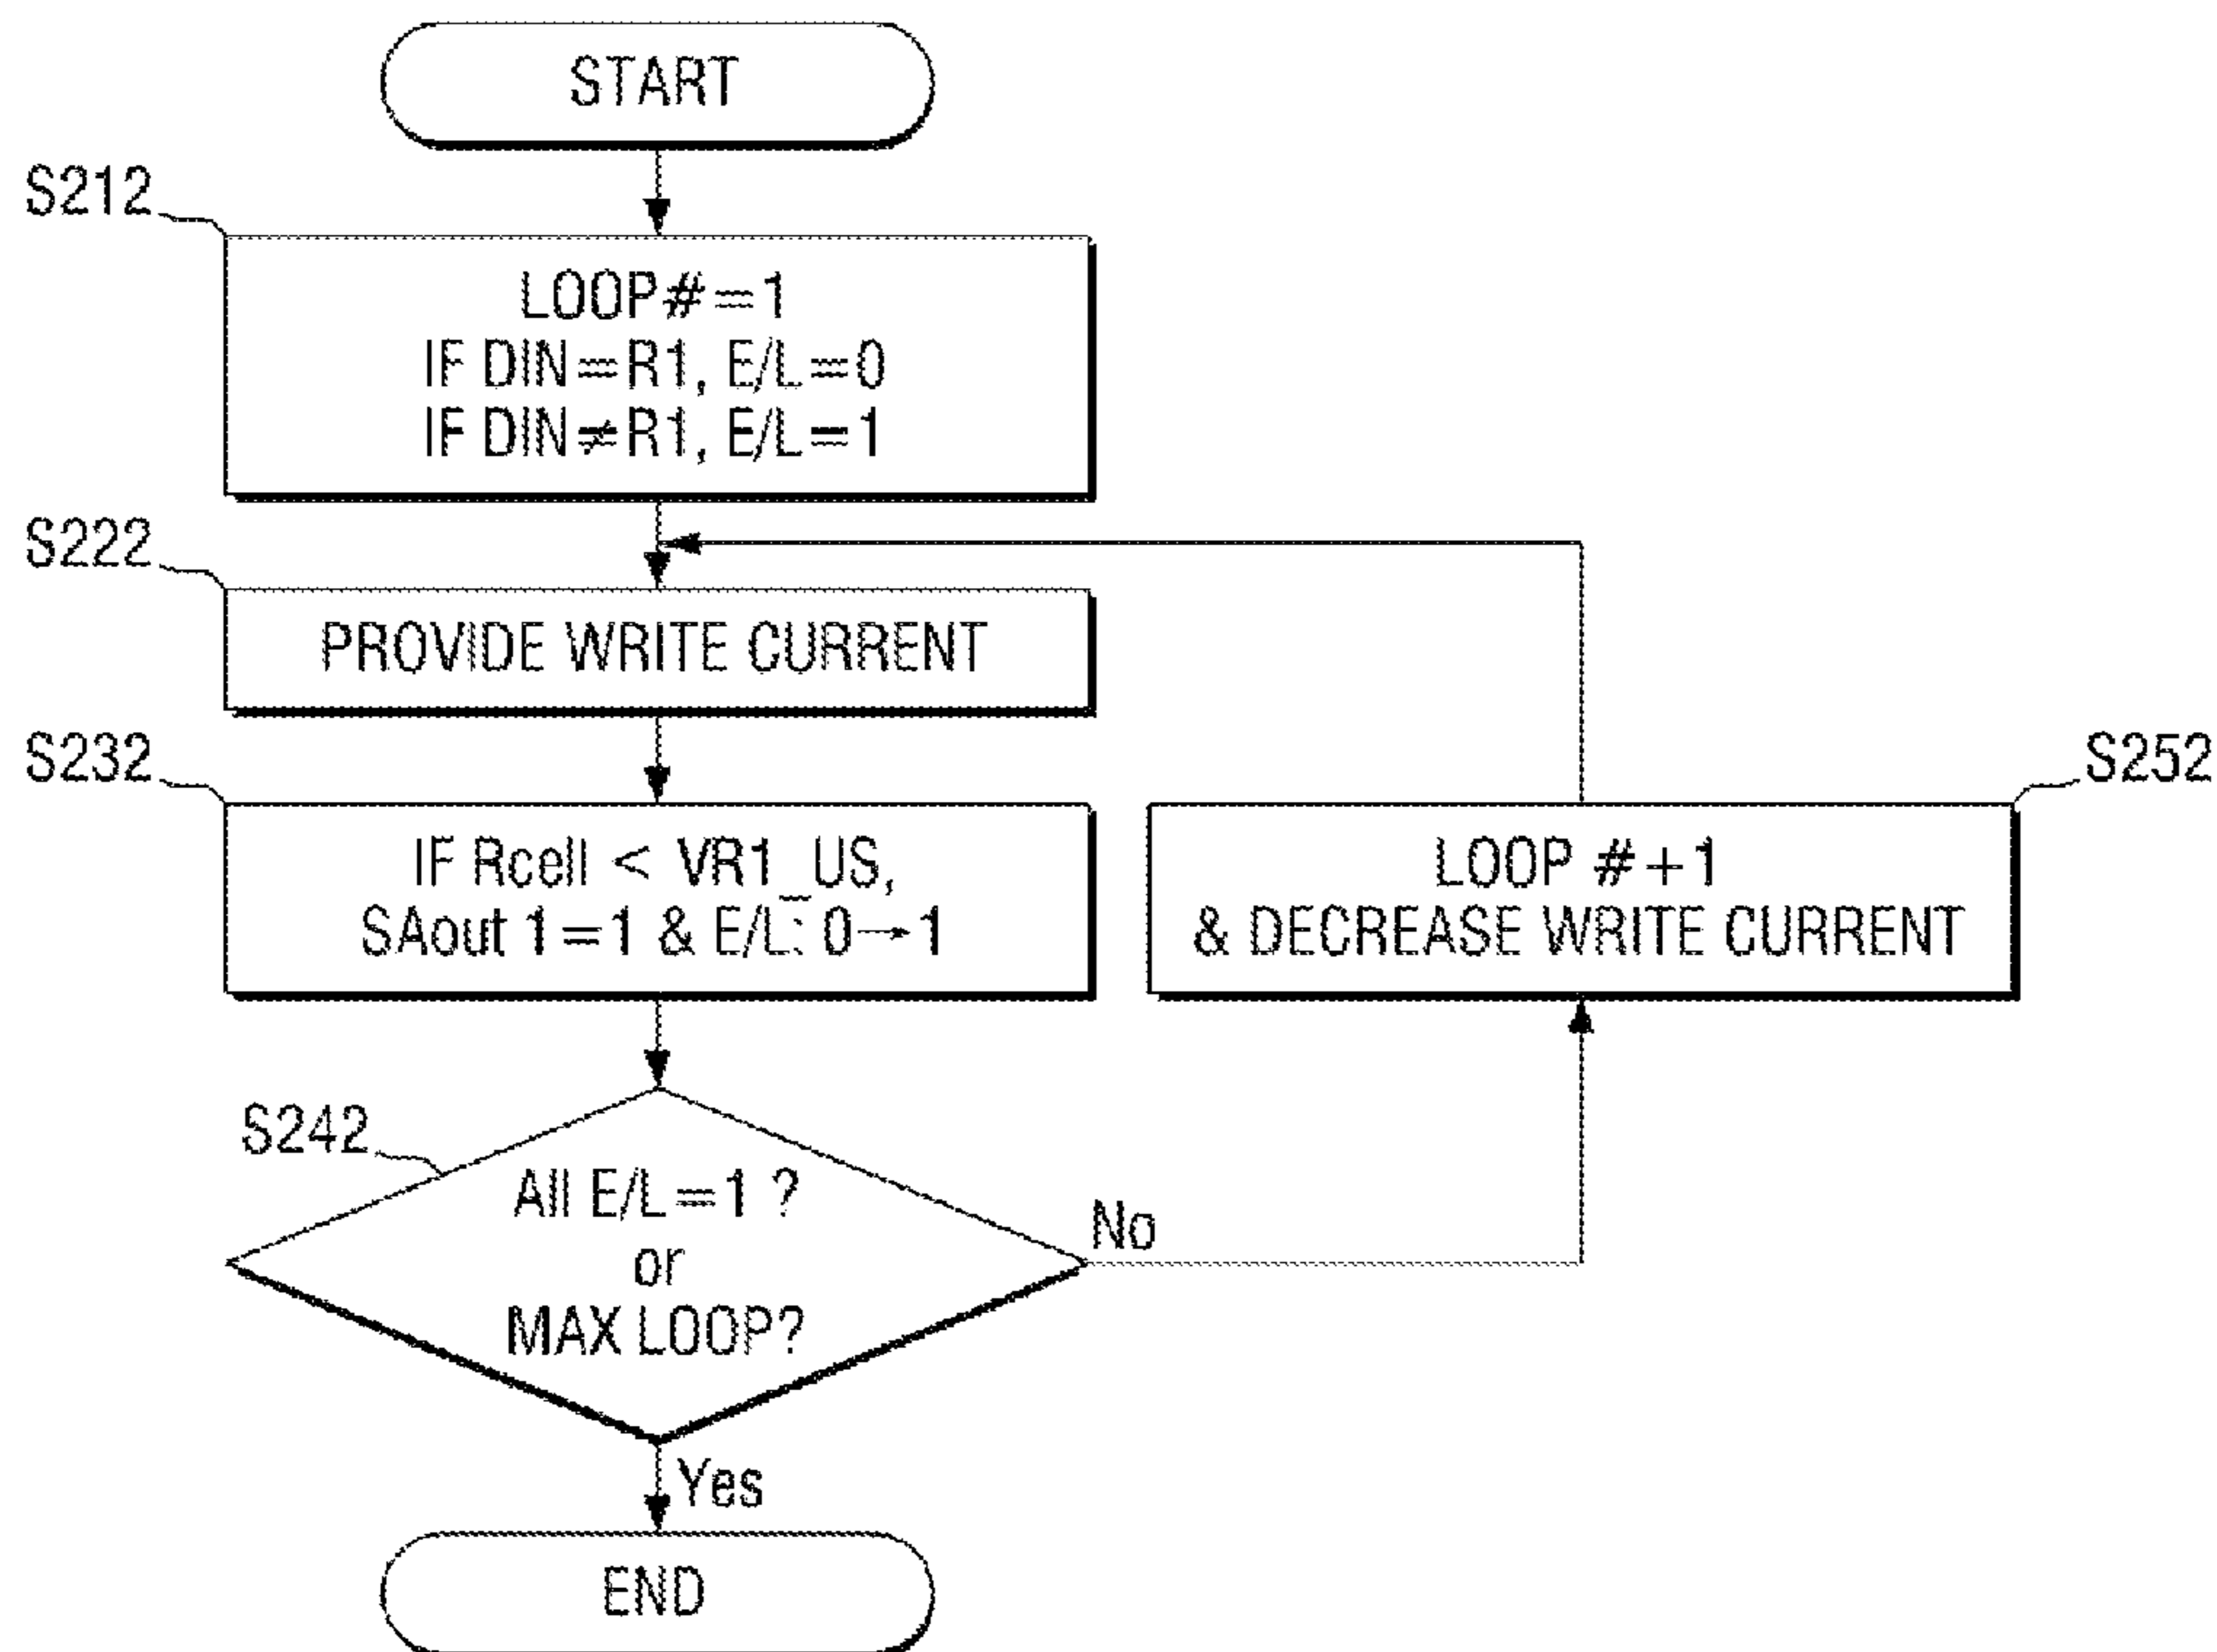 START
S212
LOOP#=1
IF DIN=R1, E/L=0
IF DIN≠R1, E/L=1
S222
PROVIDE WRITE CURRENT
S232
IF Rcell < VR1_US,
SAout 1=1 & E/L: 0→1
S252
LOOP #+1
& DECREASE WRITE CURRENT
S242
All E/L=1 ?
or
MAX LOOP?
No
Yes
END